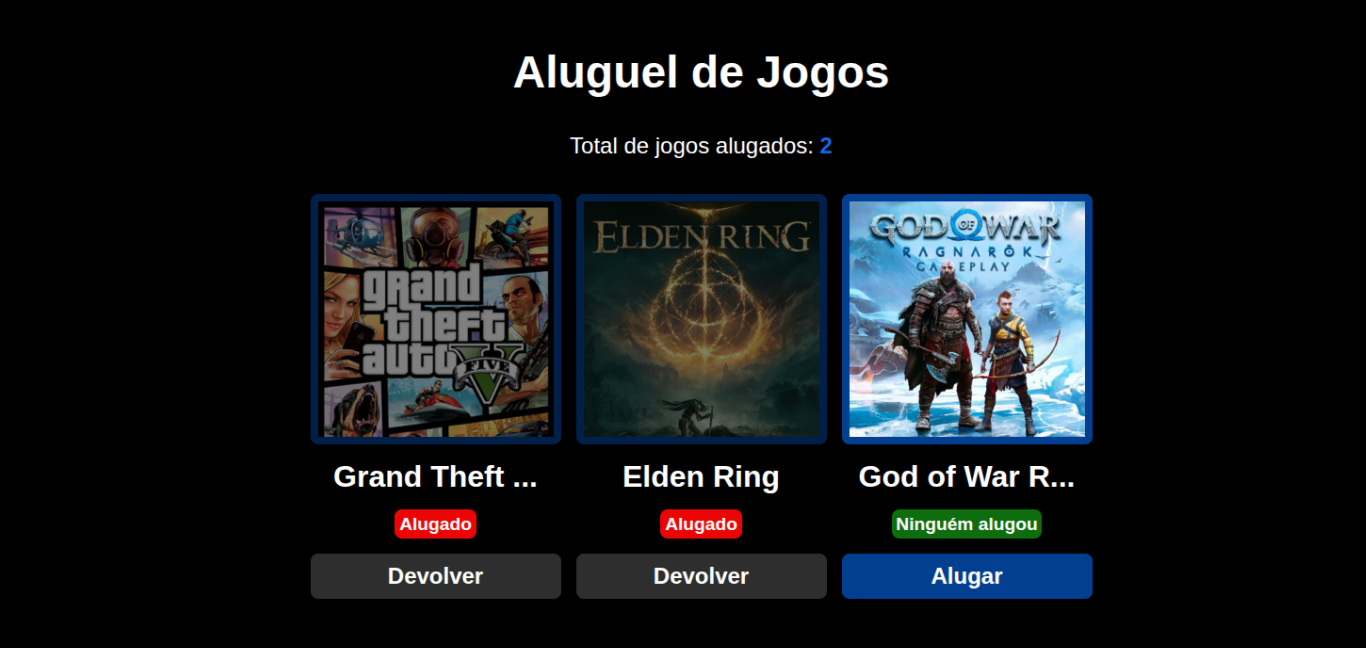 Aluguel de Jogos
Total de jogos alugados: 2
grand
theft
auto
V
FIVE
ELDEN RING
GOD OF WAR
RAGNARÖK
GAMEPLAY
Grand Theft ...
Elden Ring
God of War R...
Alugado
Alugado
Ninguém alugou
Devolver
Devolver
Alugar